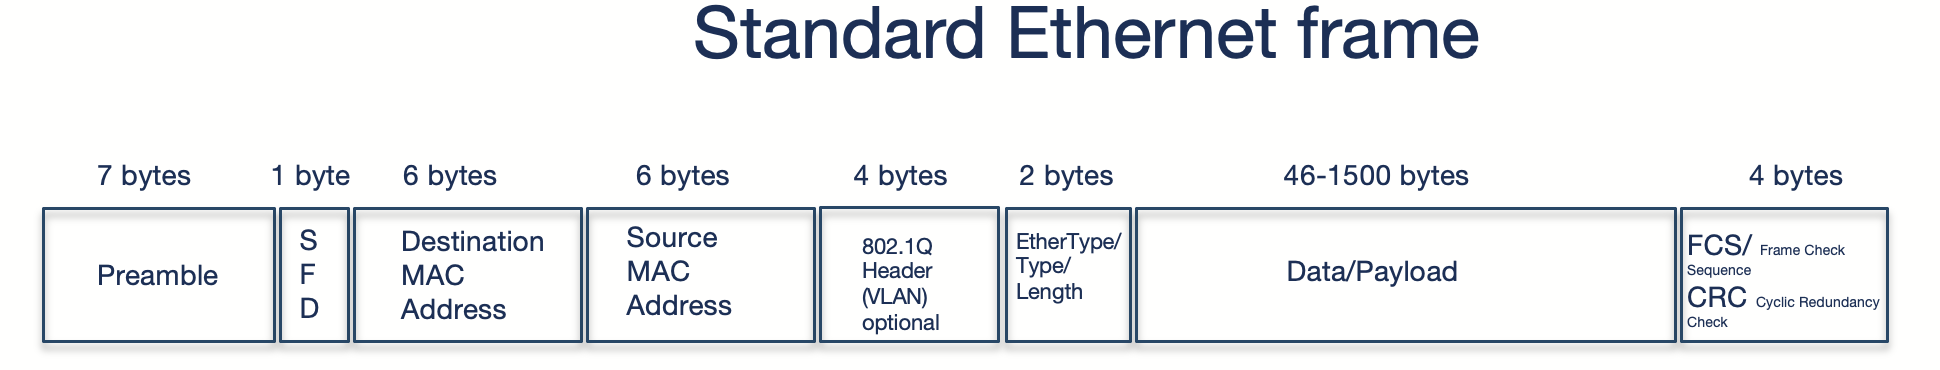 Standard Ethernet frame
7 bytes
1 byte
6 bytes
6 bytes
4 bytes
2 bytes
46-1500 bytes
4 bytes
Preamble
S
F
D
Destination
MAC
Address
Source
MAC
Address
802.1Q
Header
(VLAN)
optional
EtherType/
Type/
Length
Data/Payload
FCS/ Frame Check
Sequence
CRC Cyclic Redundancy
Check